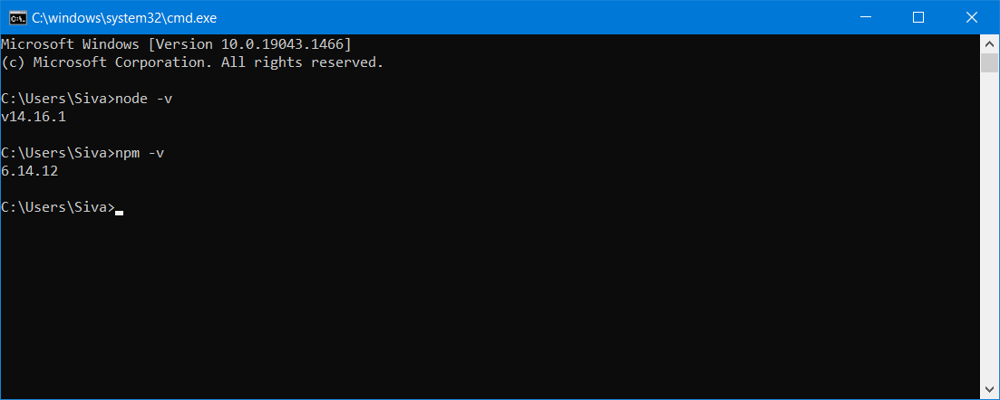 C:\windows\system32\cmd.exe
Microsoft Windows [Version 10.0.19043.1466]
(c) Microsoft Corporation. All rights reserved.
C:\Users\Siva>node -v
v14.16.1
C:\Users\Siva>npm -v
6.14.12
C:\Users\Siva>